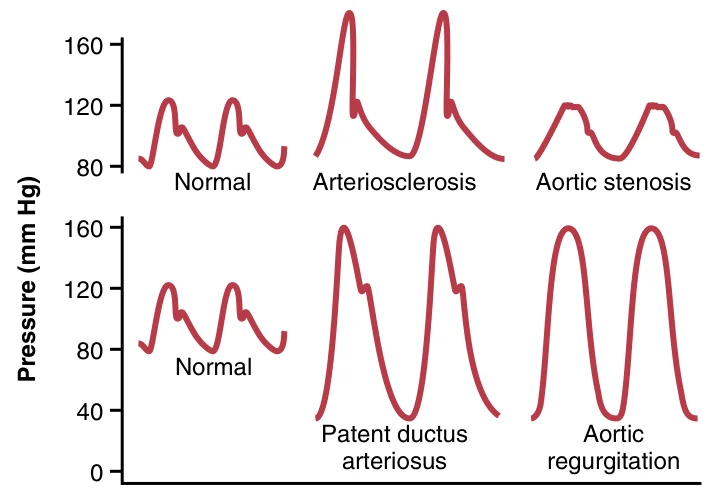 Pressure (mm Hg)
160
120
80
Normal
Arteriosclerosis
Aortic stenosis
160
120
80
40
0
Normal
Patent ductus
arteriosus
Aortic
regurgitation